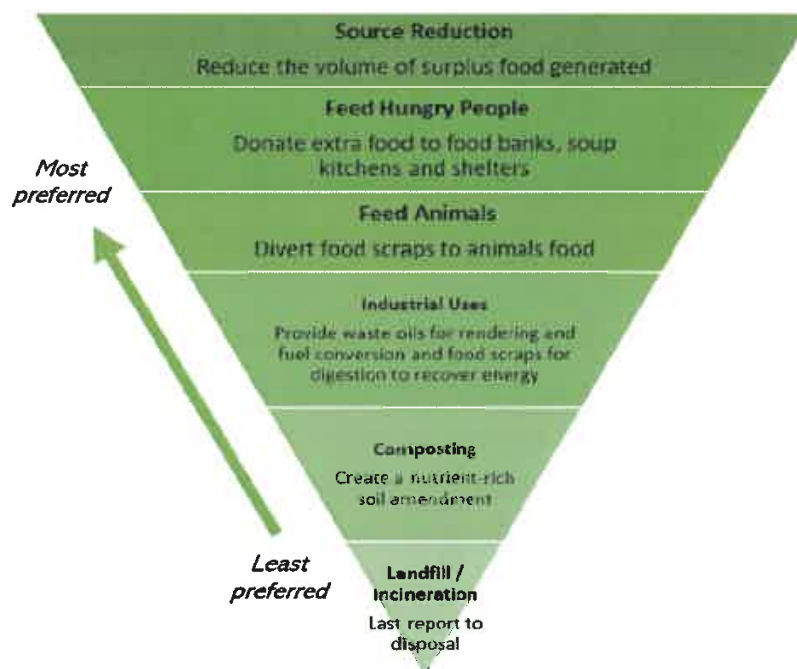 Source Reduction
Reduce the volume of surplus food generated
Feed Hungry People
Donate extra food to food banks, soup
kitchens and shelters
Most
preferred
Feed Animals
Divert food scraps to animals food
Industrial Uses
Provide waste oils for rendering and
fuel conversion and food scraps for
digestion to recover energy
Composting
Create a nutrient-rich
soil amendment
Least
preferred
Landfill /
incineration
Last report to
disposal